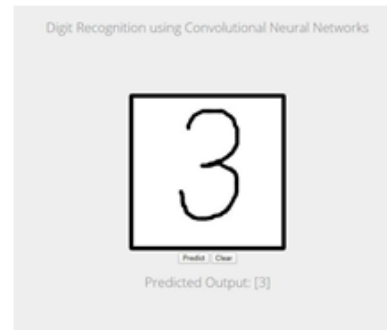 Digit Recognition using Convolutional Neural Networks
3
Predict Clear
Predicted Output: [3]